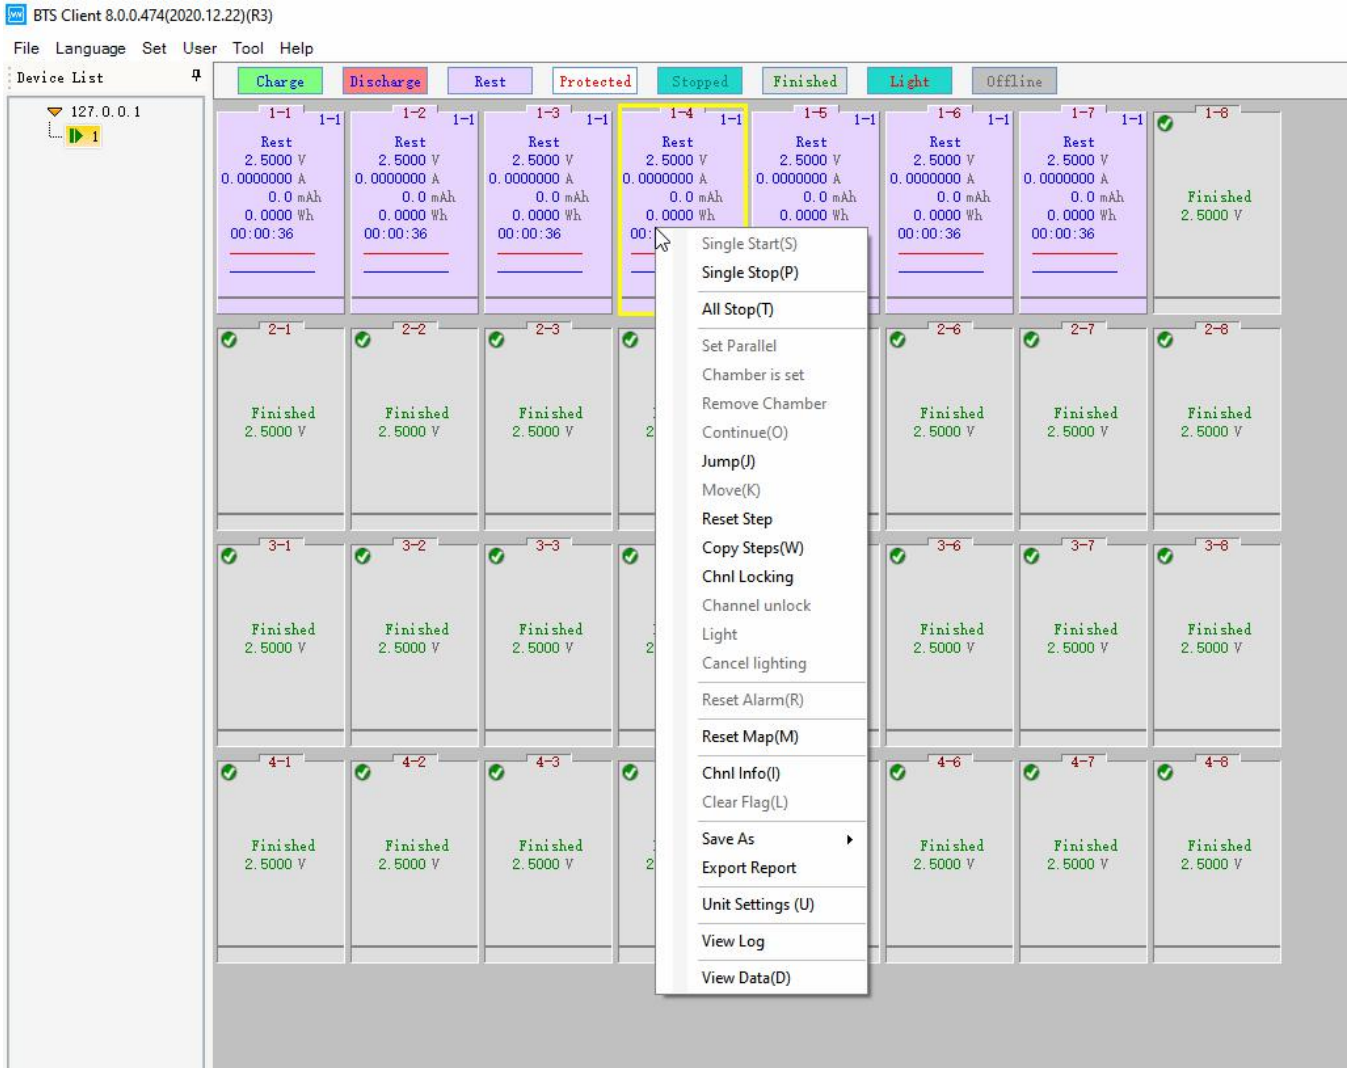 BTS Client 8.0.0.474(2020.12.22)(R3)
File Language Set User Tool Help
Device List
Charge Discharge Rest Protected Stopped Finished Light Offline
127.0.0.1
1
1-1 1-2 1-3 1-4 1-5 1-6 1-7 1-8
1-1 1-1 1-1 1-1 1-1 1-1 1-1
Rest Rest Rest Rest Rest Rest Rest
2.5000 V 2.5000 V 2.5000 V 2.5000 V 2.5000 V 2.5000 V 2.5000 V
0.0000000 A 0.0000000 A 0.0000000 A 0.0000000 A 0.0000000 A 0.0000000 A 0.0000000 A
0.0 mAh 0.0 mAh 0.0 mAh 0.0 mAh 0.0 mAh 0.0 mAh 0.0 mAh Finished
0.0000 Wh 0.0000 Wh 0.0000 Wh 0.0000 Wh 0.0000 Wh 0.0000 Wh 0.0000 Wh 2.5000 V
00:00:36 00:00:36 00:00:36 00: 00:00:36 00:00:36
Single Start(S)
Single Stop(P)
All Stop(T)
Set Parallel
Chamber is set
Remove Chamber
Continue(O)
Jump(J)
Move(K)
Reset Step
Copy Steps(W)
Chnl Locking
Channel unlock
Light
Cancel lighting
Reset Alarm(R)
Reset Map(M)
Chnl Info(I)
Clear Flag(L)
Save As
Export Report
Unit Settings (U)
View Log
View Data(D)
2-1 2-2 2-3 2-6 2-7 2-8
Finished Finished Finished Finished Finished Finished
2.5000 V 2.5000 V 2.5000 V 2 2.5000 V 2.5000 V 2.5000 V
3-1 3-2 3-3 3-6 3-7 3-8
Finished Finished Finished Finished Finished Finished
2.5000 V 2.5000 V 2.5000 V 2 2.5000 V 2.5000 V 2.5000 V
4-1 4-2 4-3 4-6 4-7 4-8
Finished Finished Finished Finished Finished Finished
2.5000 V 2.5000 V 2.5000 V 2 2.5000 V 2.5000 V 2.5000 V